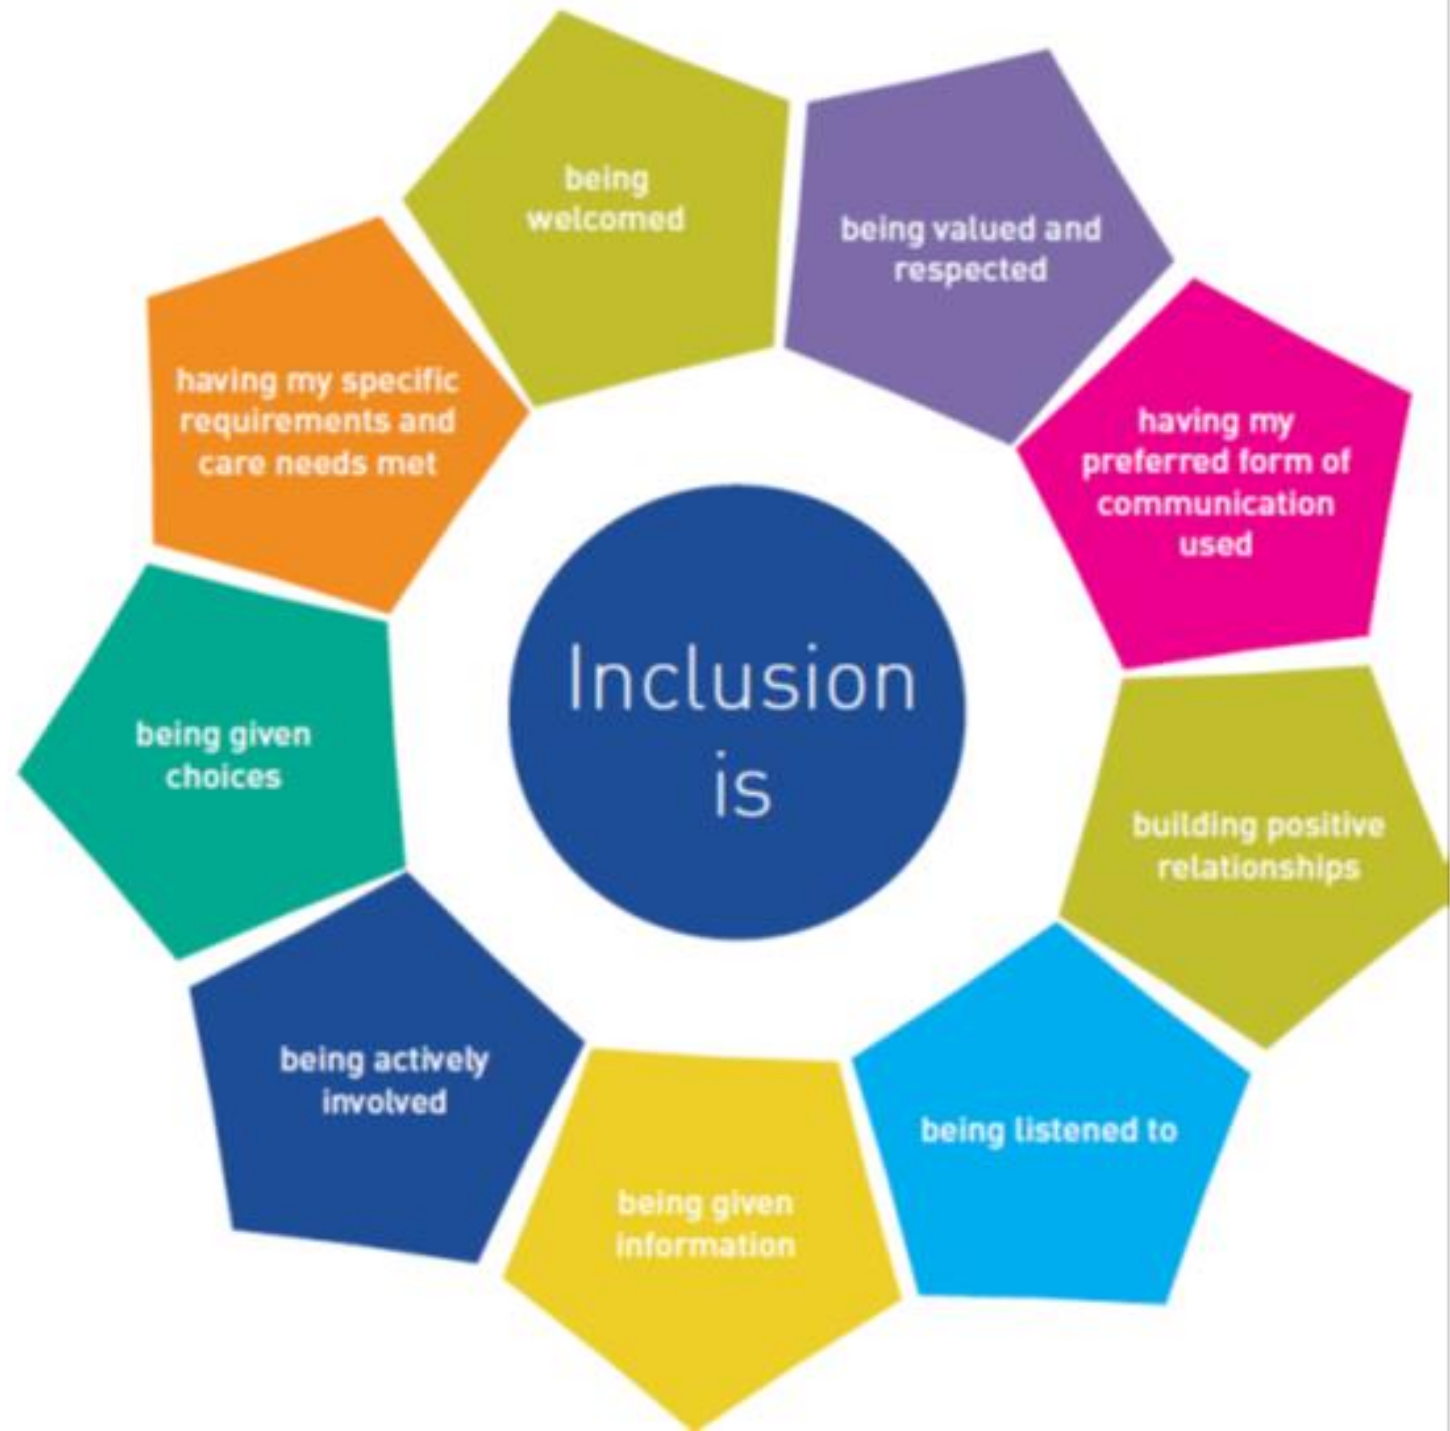 Inclusion
is
being
welcomed
being valued and
respected
having my
preferred form of
communication
used
building positive
relationships
being listened to
being given
information
being actively
involved
being given
choices
having my specific
requirements and
care needs met